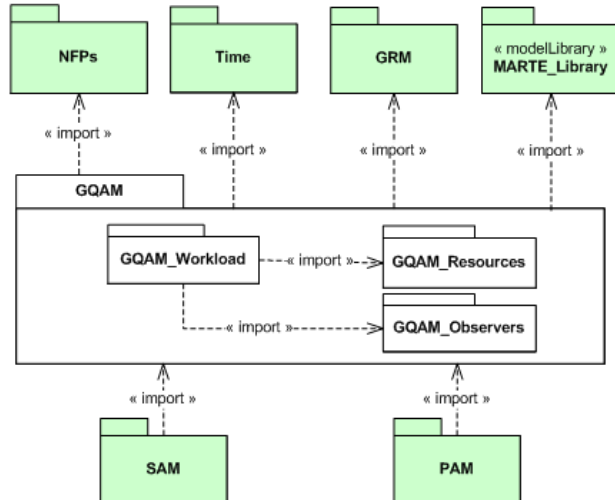 NFPs
Time
GRM
« modelLibrary »
MARTE_Library
« import »
« import »
« import »
« import »
GQAM
GQAM_Workload
« import »
GQAM_Resources
« import »
GQAM_Observers
« import »
« import »
SAM
PAM